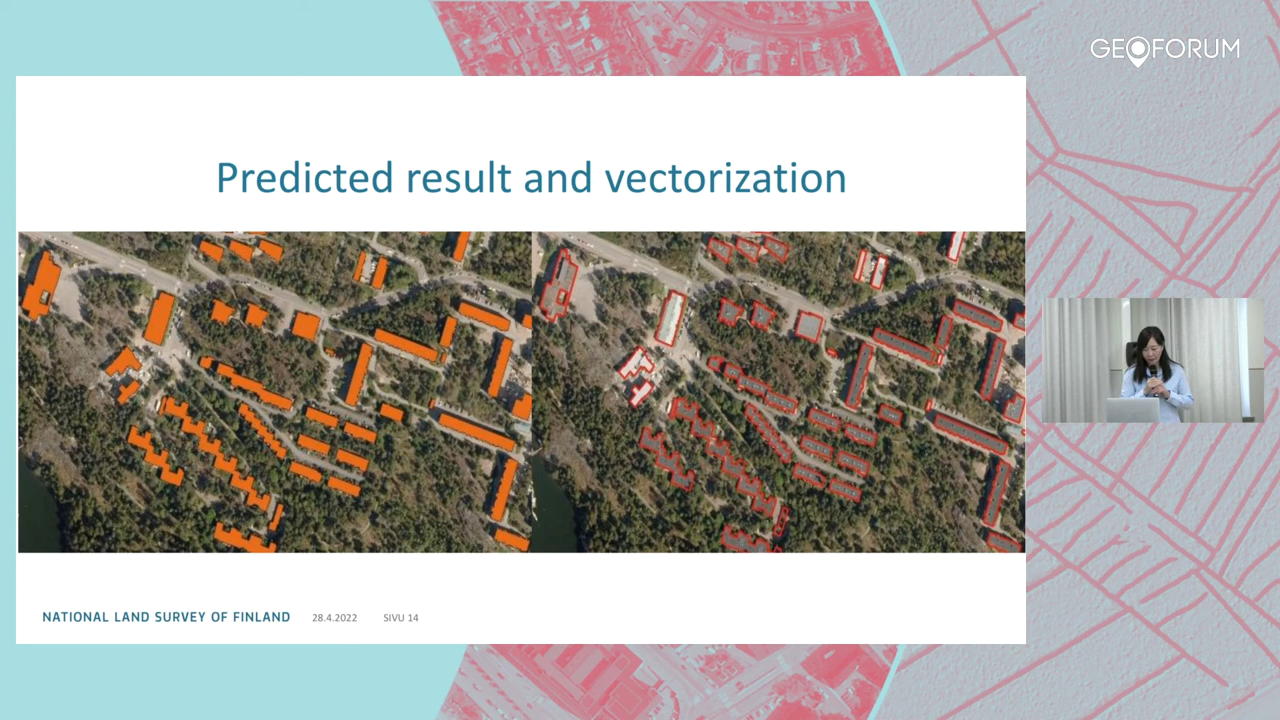 GEOFORUM
Predicted result and vectorization
NATIONAL LAND SURVEY OF FINLAND 28.4.2022 SIVU 14